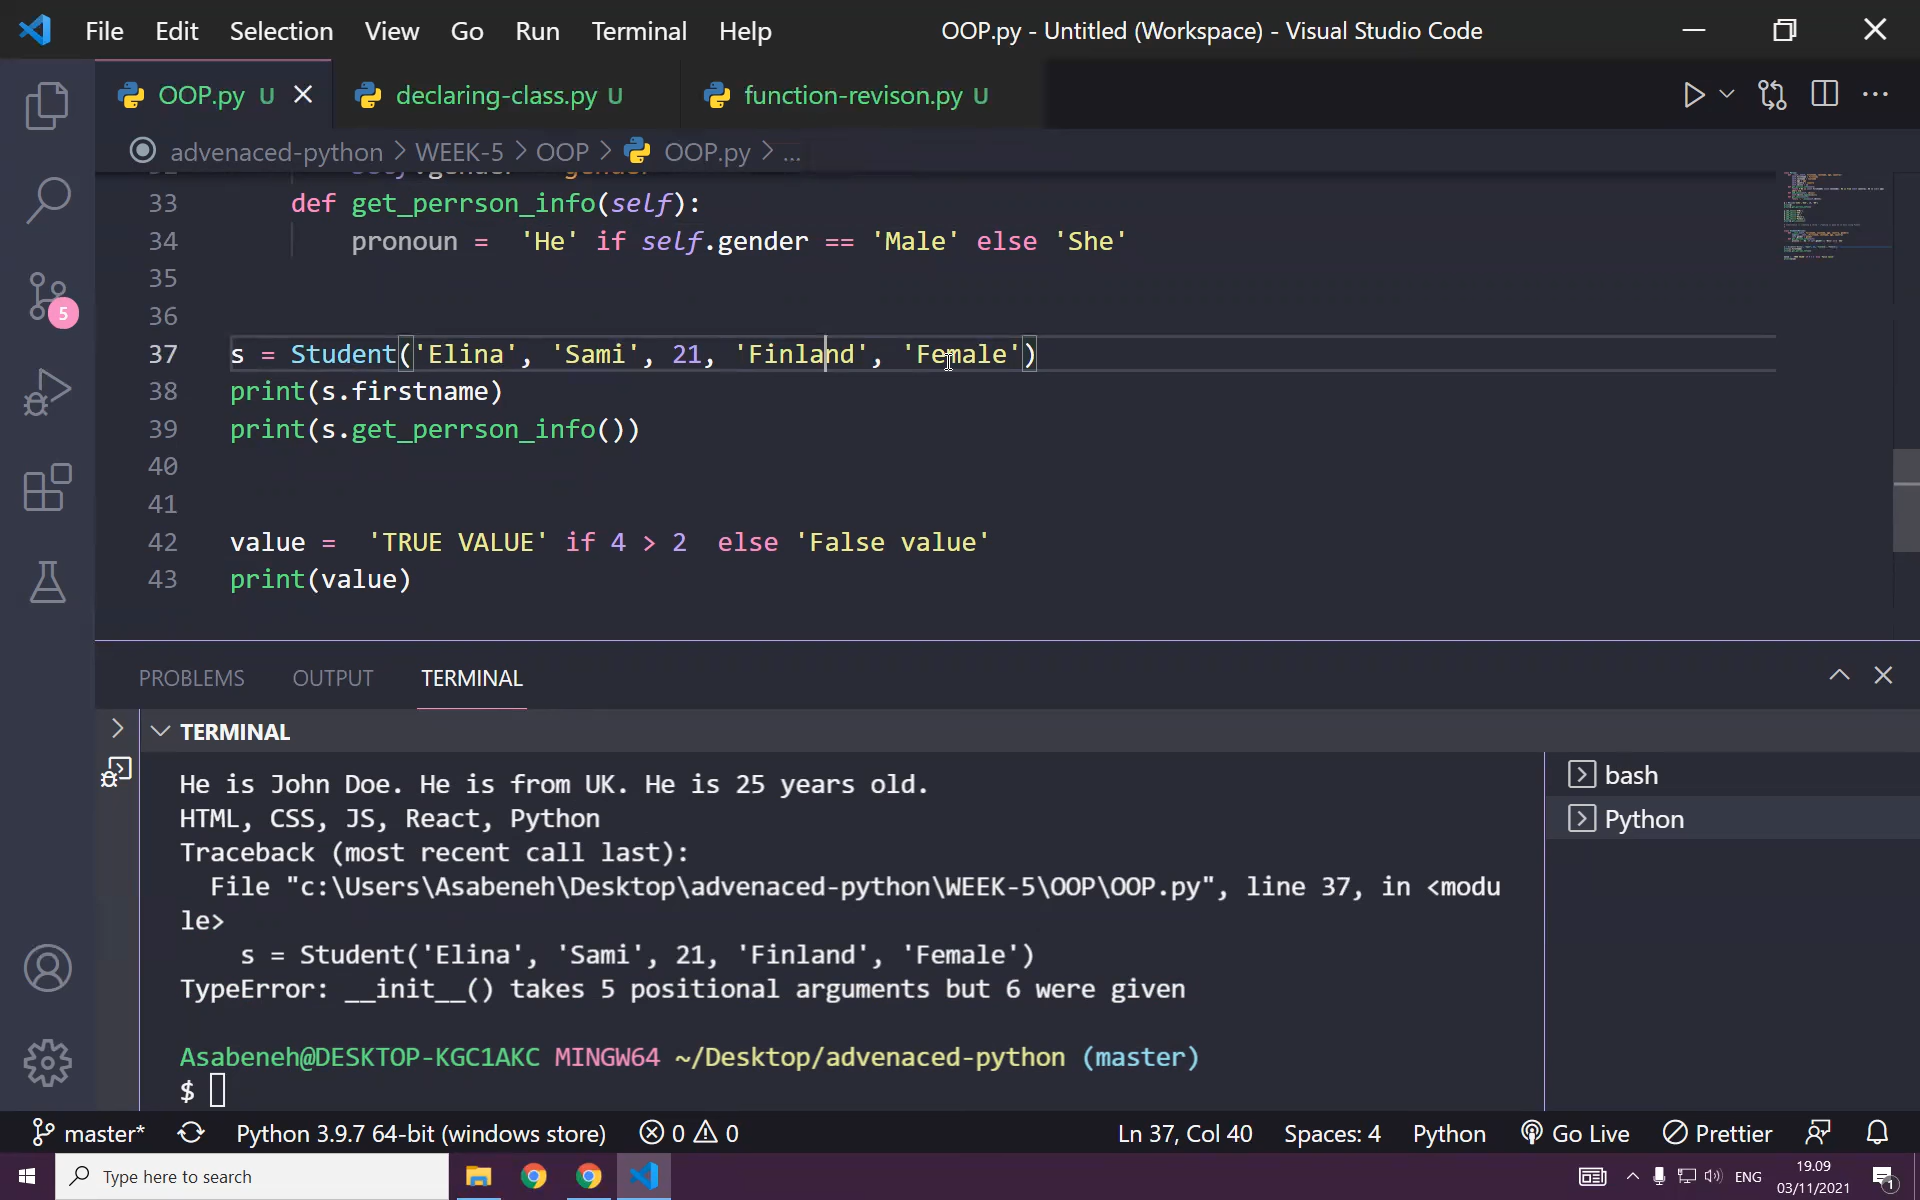 File Edit Selection View Go Run Terminal Help OOP.py - Untitled (Workspace) - Visual Studio Code
OOP.py U declaring-class.py U function-revison.py U
advenaced-python > WEEK-5 > OOP > OOP.py > ...
33 def get_perrson_info(self):
34 pronoun = 'He' if self.gender == 'Male' else 'She'
35
36
37 s = Student('Elina', 'Sami', 21, 'Finland', 'Female')
38 print(s.firstname)
39 print(s.get_perrson_info())
40
41
42 value = 'TRUE VALUE' if 4 > 2 else 'False value'
43 print(value)
5
PROBLEMS OUTPUT TERMINAL
TERMINAL
He is John Doe. He is from UK. He is 25 years old.
HTML, CSS, JS, React, Python
Traceback (most recent call last):
File "c:\Users\Asabeneh\Desktop\advenaced-python\WEEK-5\OOP\OOP.py", line 37, in <modu
le>
s = Student('Elina', 'Sami', 21, 'Finland', 'Female')
TypeError: __init__() takes 5 positional arguments but 6 were given
Asabeneh@DESKTOP-KGC1AKC MINGW64 ~/Desktop/advenaced-python (master)
$
bash
Python
master* Python 3.9.7 64-bit (windows store) 0 0 Ln 37, Col 40 Spaces: 4 Python Go Live Prettier
Type here to search
ENG
19.09
03/11/2021
1